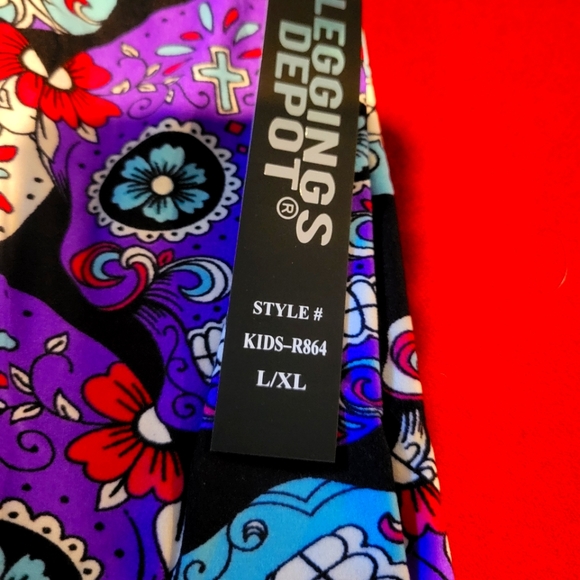 LEGGINGS
DEPOT®
STYLE #
KIDS–R864
L/XL